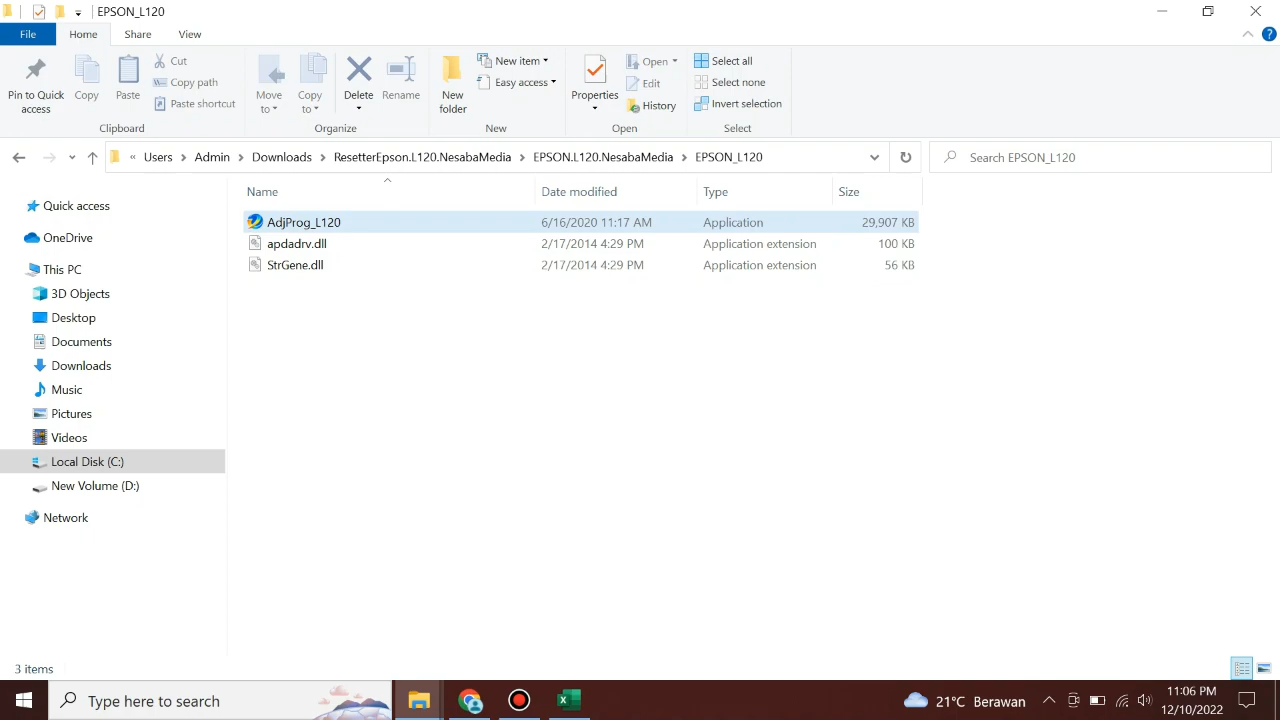 EPSON_L120
File Home Share View
Pin to Quick access
Copy
Paste
Cut
Copy path
Paste shortcut
Clipboard
Move to
Copy to
Delete
Rename
Organize
New folder
New item
Easy access
New
Properties
Open
Edit
History
Open
Select all
Select none
Invert selection
Select
« Users > Admin > Downloads > ResetterEpson.L120.NesabaMedia > EPSON.L120.NesabaMedia > EPSON_L120
Search EPSON_L120
Quick access
OneDrive
This PC
3D Objects
Desktop
Documents
Downloads
Music
Pictures
Videos
Local Disk (C:)
New Volume (D:)
Network
Name Date modified Type Size
AdjProg_L120 6/16/2020 11:17 AM Application 29,907 KB
apdadrv.dll 2/17/2014 4:29 PM Application extension 100 KB
StrGene.dll 2/17/2014 4:29 PM Application extension 56 KB
3 items
Type here to search
21°C Berawan
11:06 PM
12/10/2022